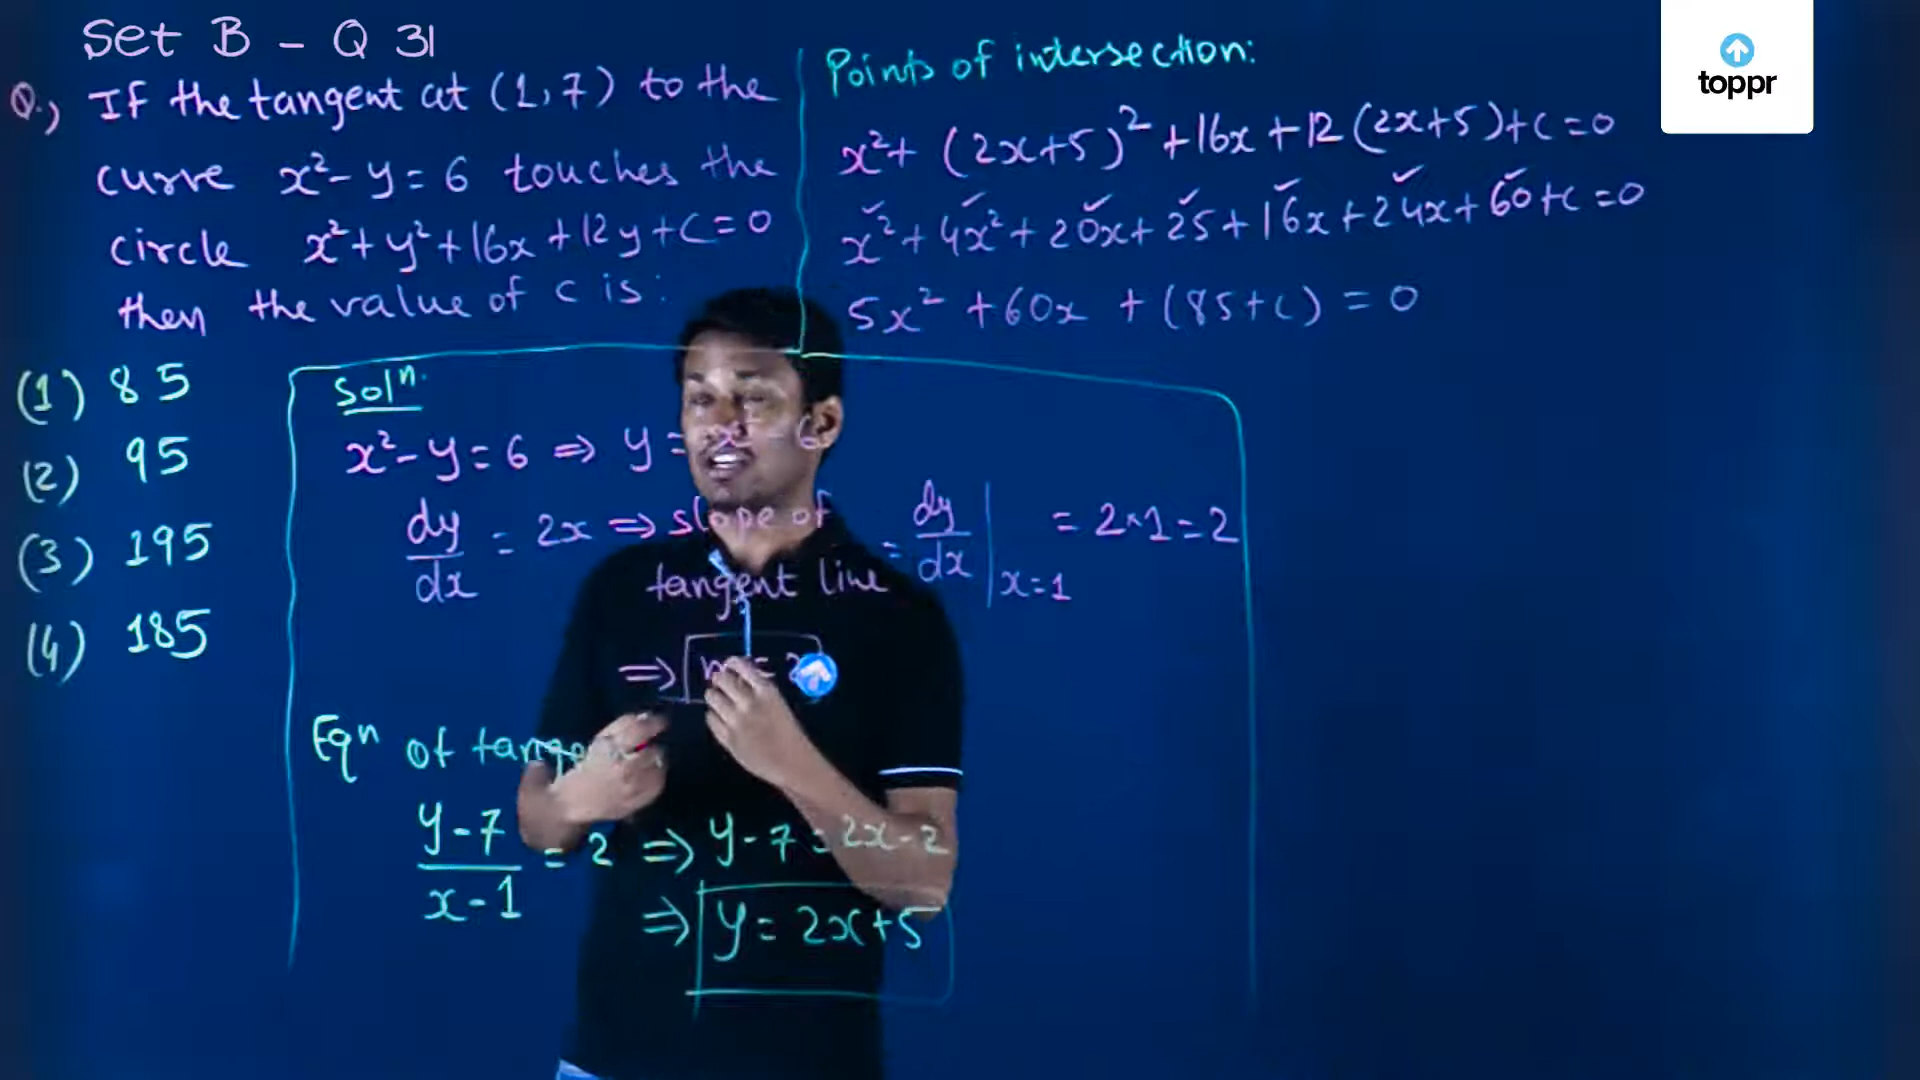 Set B - Q 31
Q., If the tangent at (1,7) to the
curve x² - y = 6 touches the
circle x² + y² + 16x + 12y + c = 0
then the value of c is:
(1) 85
(2) 95
(3) 195
(4) 185
Points of intersection:
x² + (2x+5)² + 16x + 12(2x+5) + c = 0
x² + 4x² + 20x + 25 + 16x + 24x + 60 + c = 0
5x² + 60x + (85+c) = 0
toppr
Solⁿ.
x² - y = 6 ⇒ y =
dy/dx = 2x ⇒ slope of tangent line = dy/dx | x=1 = 2×1 = 2
⇒ m = 2
Eqⁿ of tangent
y-7/x-1 = 2 ⇒ y - 7 = 2x - 2
⇒ y = 2x+5